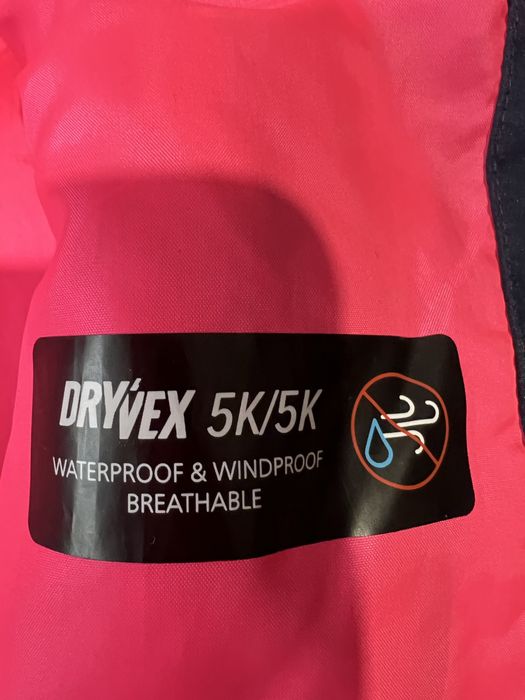 DRYVEX 5K/5K
WATERPROOF & WINDPROOF
BREATHABLE